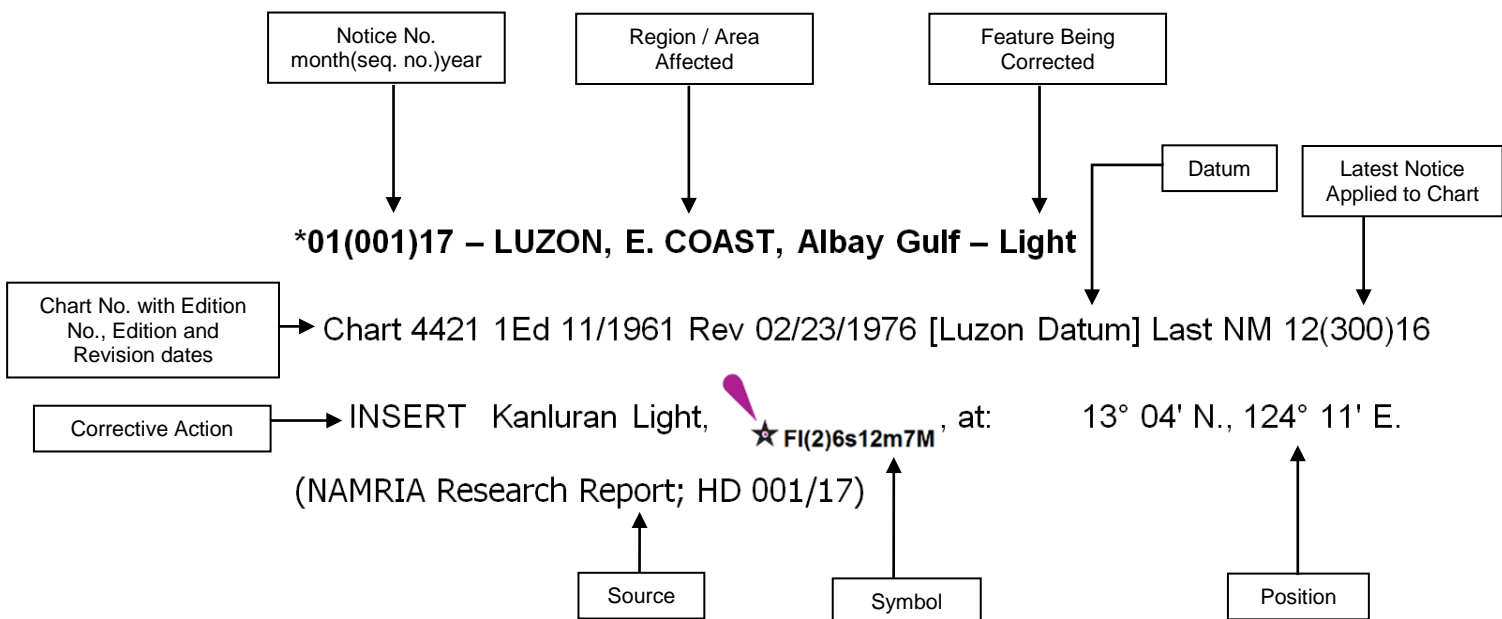 Notice No.
month(seq. no.)year
Region / Area
Affected
Feature Being
Corrected
Datum
Latest Notice
Applied to Chart
*01(001)17 – LUZON, E. COAST, Albay Gulf – Light
Chart No. with Edition
No., Edition and
Revision dates
Chart 4421 1Ed 11/1961 Rev 02/23/1976 [Luzon Datum] Last NM 12(300)16
Corrective Action
INSERT Kanluran Light, Fl(2)6s12m7M , at: 13° 04' N., 124° 11' E.
(NAMRIA Research Report; HD 001/17)
Source
Symbol
Position